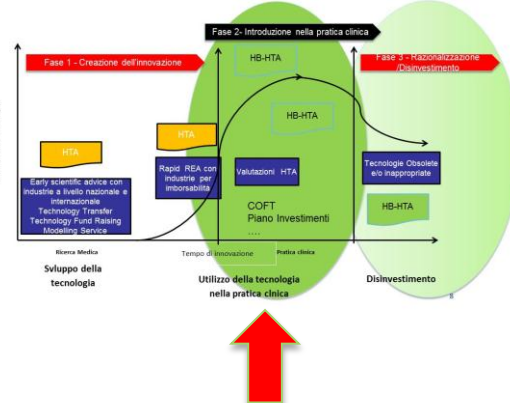 Fase 2- Introduzione nella pratica clinica
Fase 1 - Creazione dell'innovazione
HB-HTA
Fase 3 - Razionalizzazione
/Disinvestimento
HB-HTA
HTA
HTA
Rapid REA con
industrie per
imborsabilità
Valutazioni HTA
Tecnologie Obsolete
e/o inappropriate
Early scientific advice con
industrie a livello nazionale e
internazionale
Technology Transfer
Technology Fund Raising
Modelling Service
COFT
Piano Investimenti
....
HB-HTA
Ricerca Medica
Tempo di innovazione
Pratica clinica
Sviluppo della
tecnologia
Utilizzo della tecnologia
nella pratica clinica
Disinvestimento
8